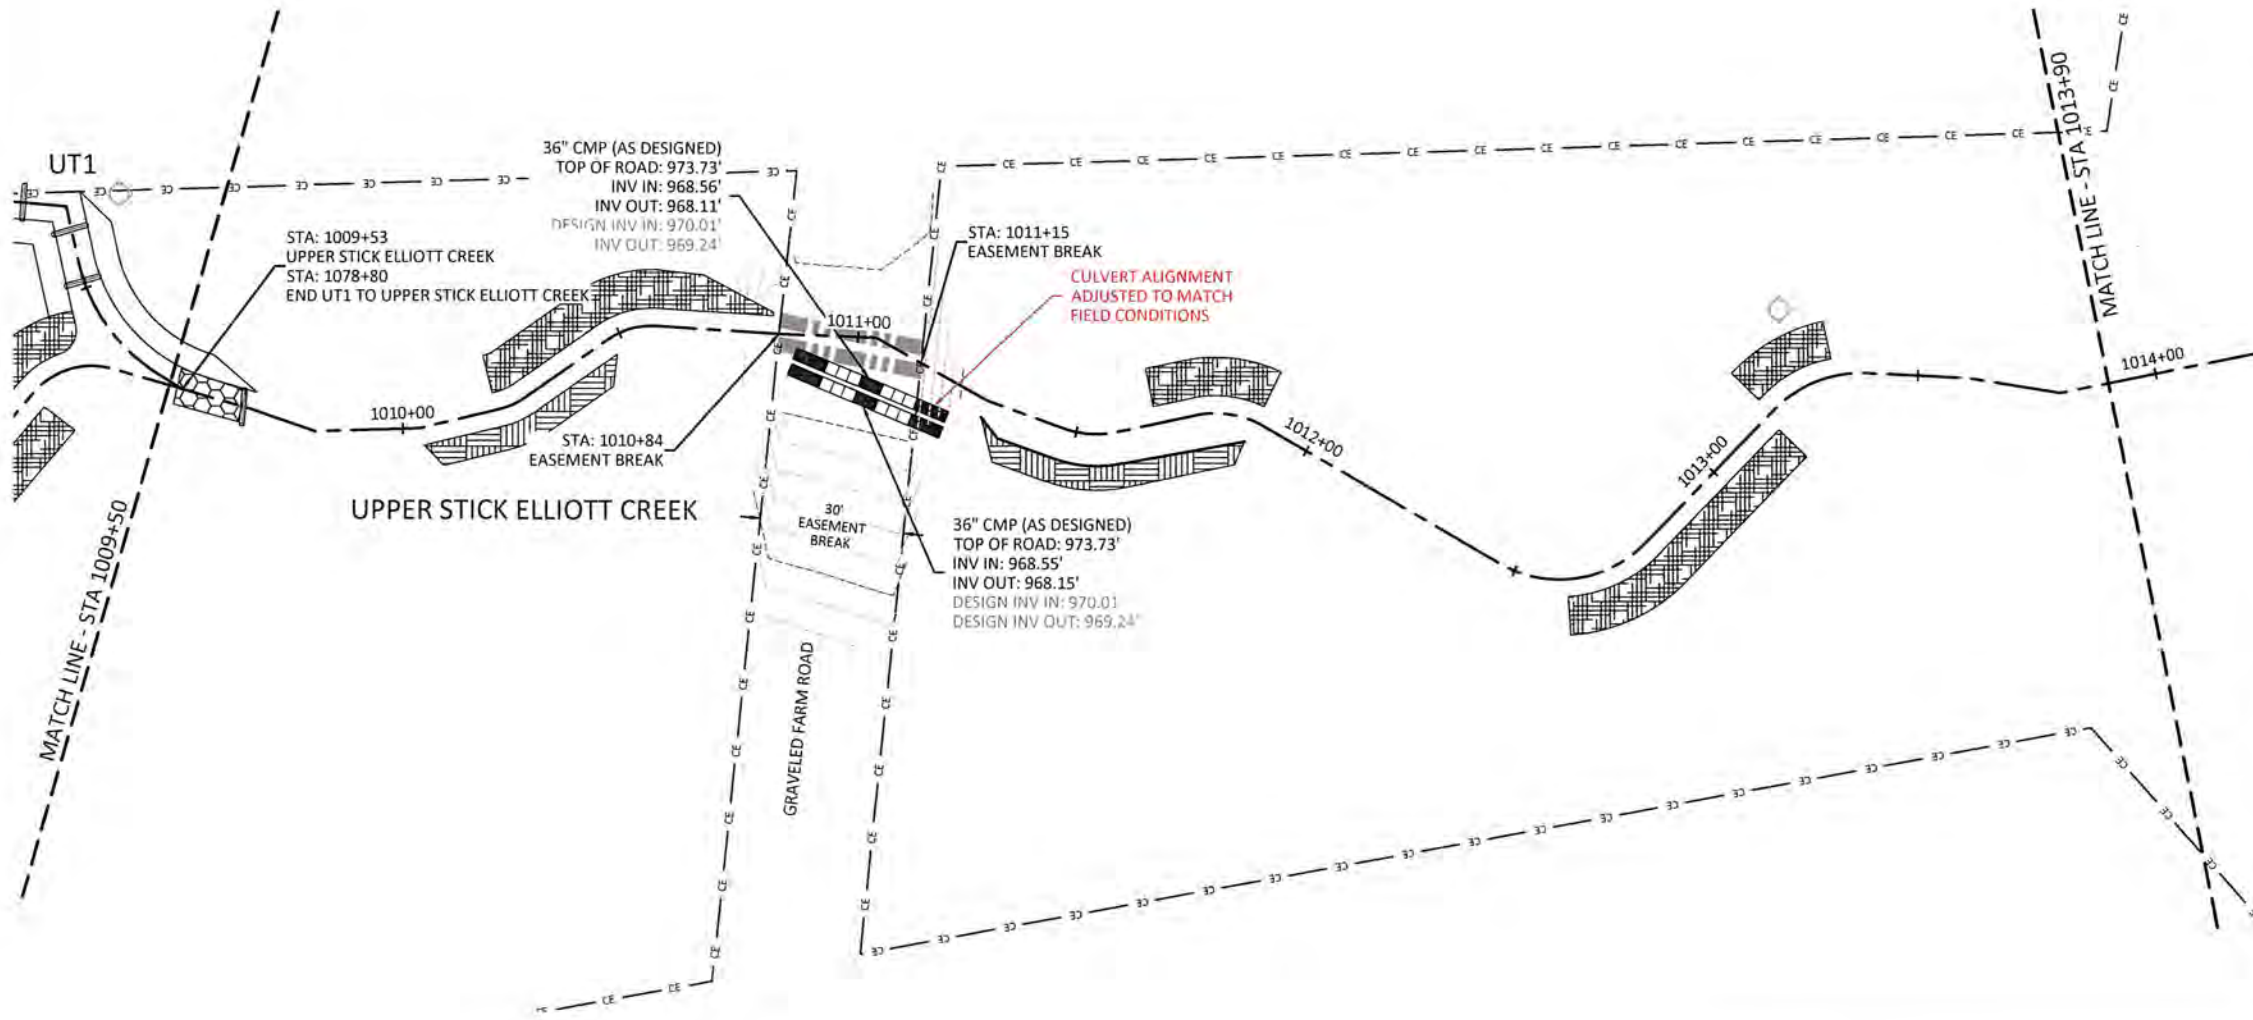 UT1
36" CMP (AS DESIGNED)
TOP OF ROAD: 973.73'
INV IN: 968.56'
INV OUT: 968.11'
DESIGN INV IN: 970.01'
INV OUT: 969.24'
STA: 1009+53
UPPER STICK ELLIOTT CREEK
STA: 1078+80
END UT1 TO UPPER STICK ELLIOTT CREEK
STA: 1011+15
EASEMENT BREAK
CULVERT ALIGNMENT
ADJUSTED TO MATCH
FIELD CONDITIONS
MATCH LINE - STA 1013+90
1011+00
1014+00
1010+00
1012+00
1013+00
STA: 1010+84
EASEMENT BREAK
UPPER STICK ELLIOTT CREEK
30'
EASEMENT
BREAK
36" CMP (AS DESIGNED)
TOP OF ROAD: 973.73'
INV IN: 968.55'
INV OUT: 968.15'
DESIGN INV IN: 970.01
DESIGN INV OUT: 969.24'
MATCH LINE - STA 1009+50
GRAVELED FARM ROAD
CE